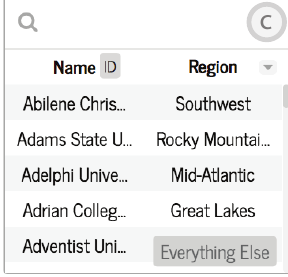 C
Name ID Region
Abilene Chris... Southwest
Adams State U... Rocky Mountai...
Adelphi Unive... Mid-Atlantic
Adrian Colleg... Great Lakes
Adventist Uni... Everything Else